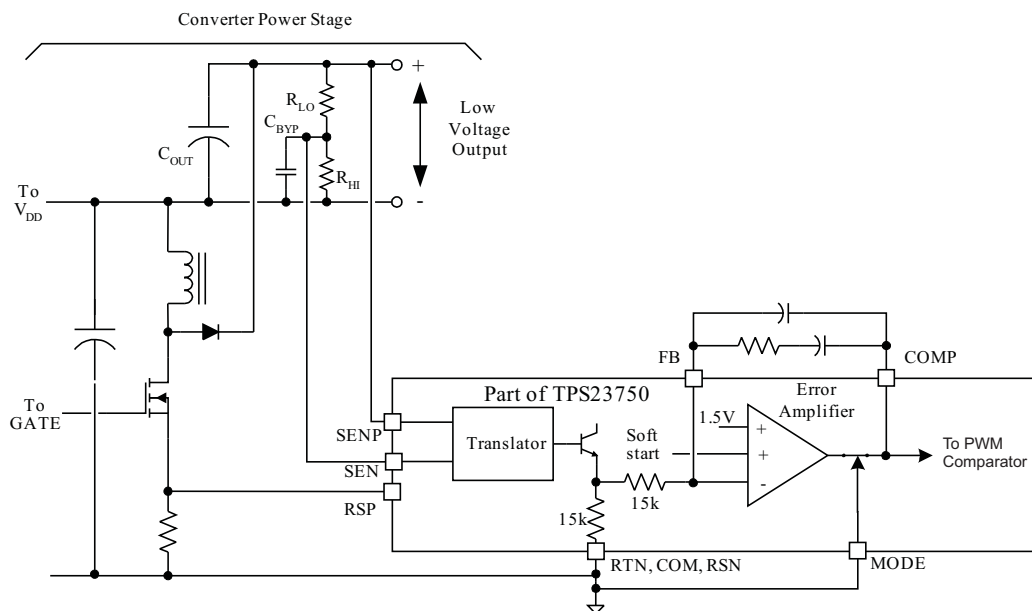 Converter Power Stage
+
R_LO
C_BYP
Low
Voltage
Output
C_OUT
R_HI
To
V_DD
-
FB
COMP
Part of TPS23750
Error
Amplifier
To
GATE
1.5V
SENP
Translator
Soft
start
+
+
-
To PWM
Comparator
SEN
15k
RSP
15k
RTN, COM, RSN
MODE